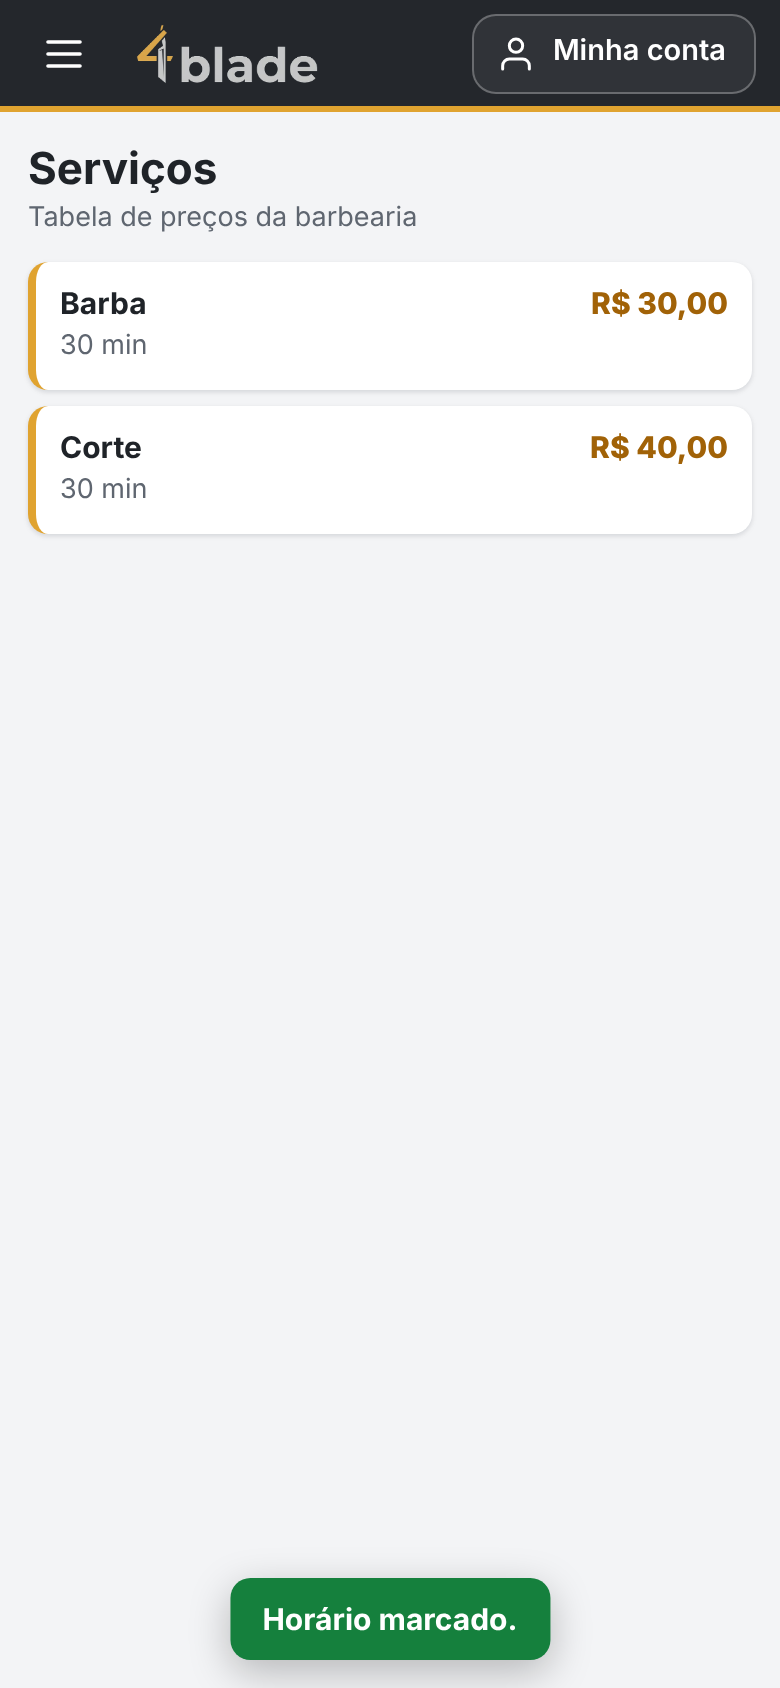 4blade
Minha conta
Serviços
Tabela de preços da barbearia
Barba
R$ 30,00
30 min
Corte
R$ 40,00
30 min
Horário marcado.